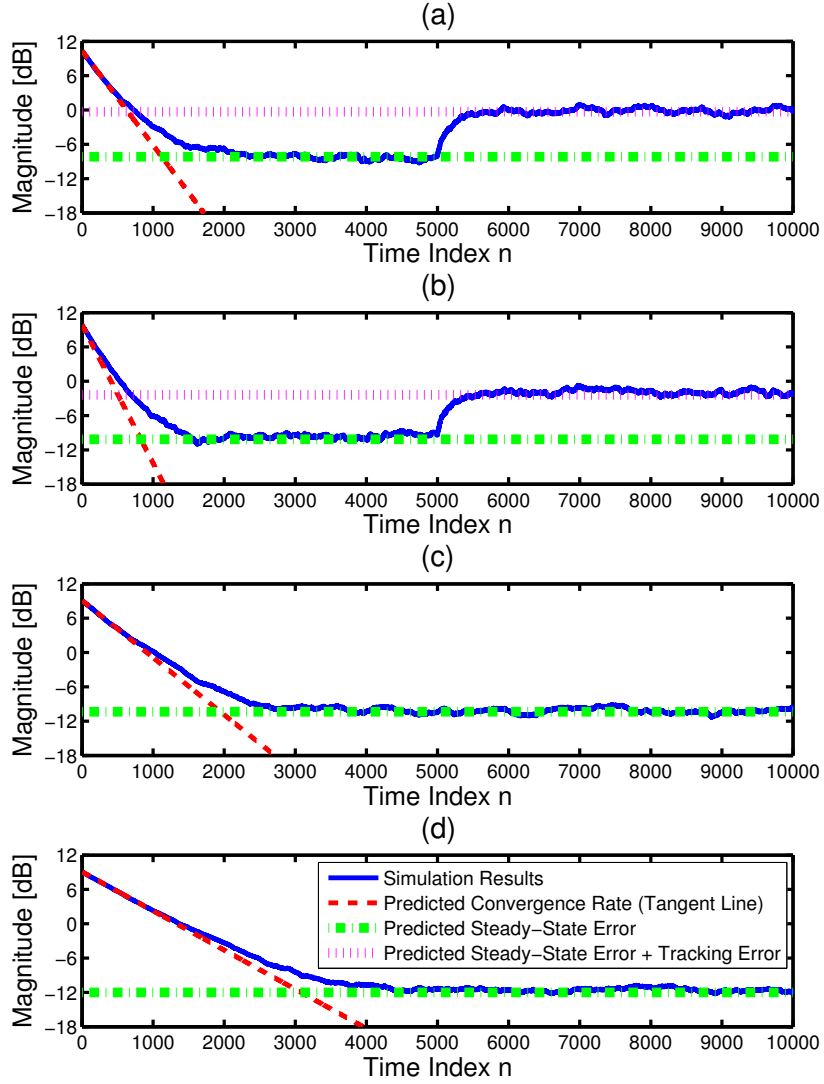 (a)
Magnitude [dB]
12
6
0
−6
−12
−18
0 1000 2000 3000 4000 5000 6000 7000 8000 9000 10000
Time Index n
(b)
Magnitude [dB]
12
6
0
−6
−12
−18
0 1000 2000 3000 4000 5000 6000 7000 8000 9000 10000
Time Index n
(c)
Magnitude [dB]
12
6
0
−6
−12
−18
0 1000 2000 3000 4000 5000 6000 7000 8000 9000 10000
Time Index n
(d)
Magnitude [dB]
12
6
0
−6
−12
−18
Simulation Results
Predicted Convergence Rate (Tangent Line)
Predicted Steady−State Error
Predicted Steady−State Error + Tracking Error
0 1000 2000 3000 4000 5000 6000 7000 8000 9000 10000
Time Index n